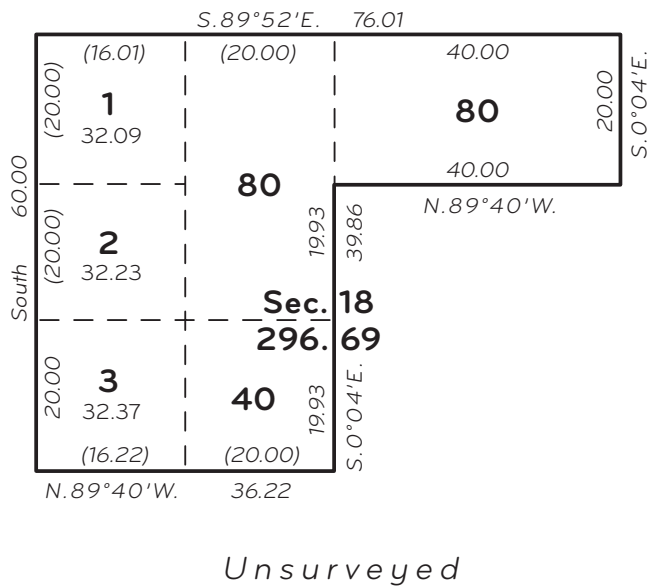 S.89°52'E. 76.01
(16.01) (20.00) 40.00
(20.00) 1 32.09
80
80
20.00 S.0°04'E.
40.00
N.89°40'W.
South 60.00
(20.00) 2 32.23
19.93 39.86
Sec. 18
296.69
20.00 3 32.37
40
19.93 S.0°04'E.
(16.22) (20.00)
N.89°40'W. 36.22
Unsurveyed